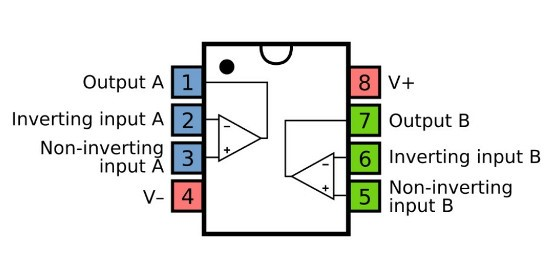 Output A 1 8 V+
Inverting input A 2 7 Output B
Non-inverting
input A 3 6 Inverting input B
V– 4 5 Non-inverting
input B
– + – +